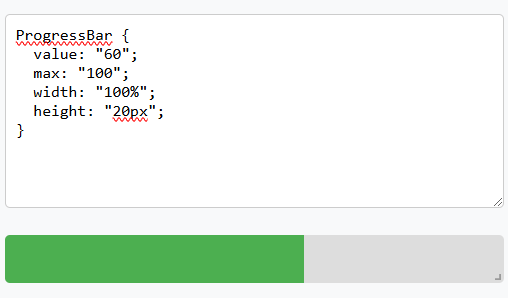 ProgressBar {
  value: "60";
  max: "100";
  width: "100%";
  height: "20px";
}